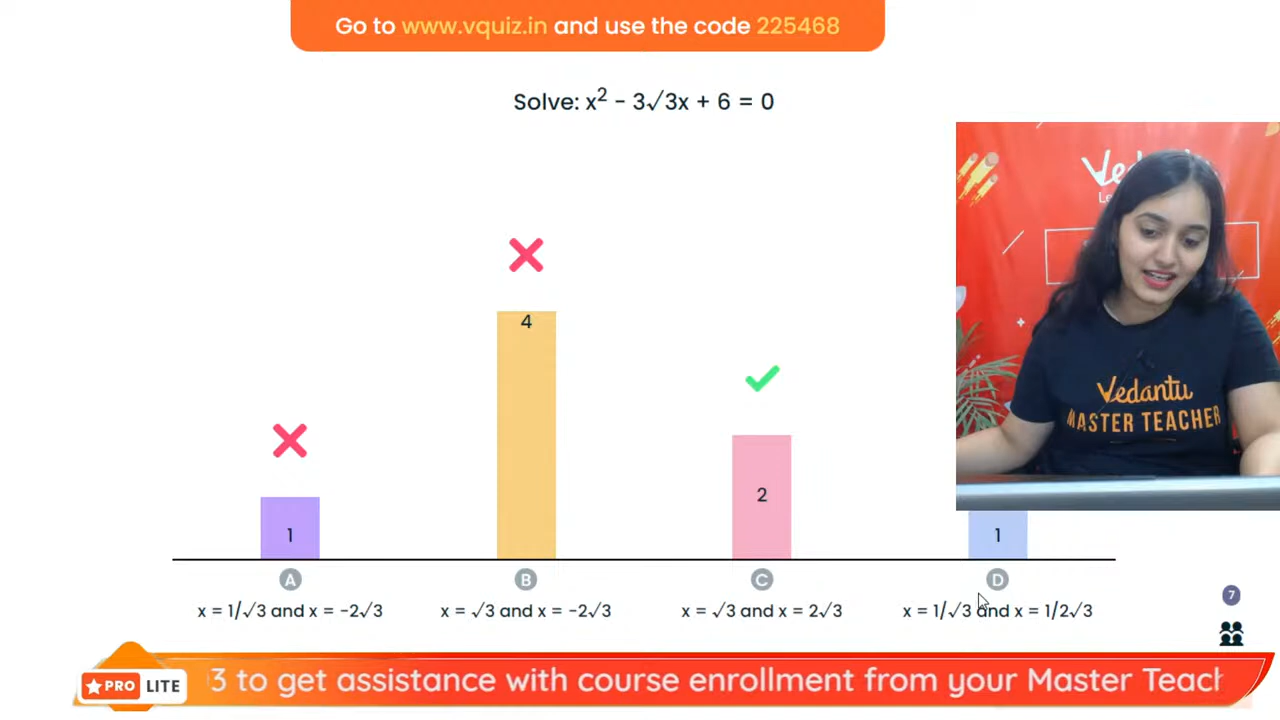 Go to www.vquiz.in and use the code 225468
Solve: x² - 3√3x + 6 = 0
4
2
1
1
A
B
C
D
x = 1/√3 and x = -2√3
x = √3 and x = -2√3
x = √3 and x = 2√3
x = 1/√3 and x = 1/2√3
Vedantu
MASTER TEACHER
7
PRO LITE
3 to get assistance with course enrollment from your Master Teach